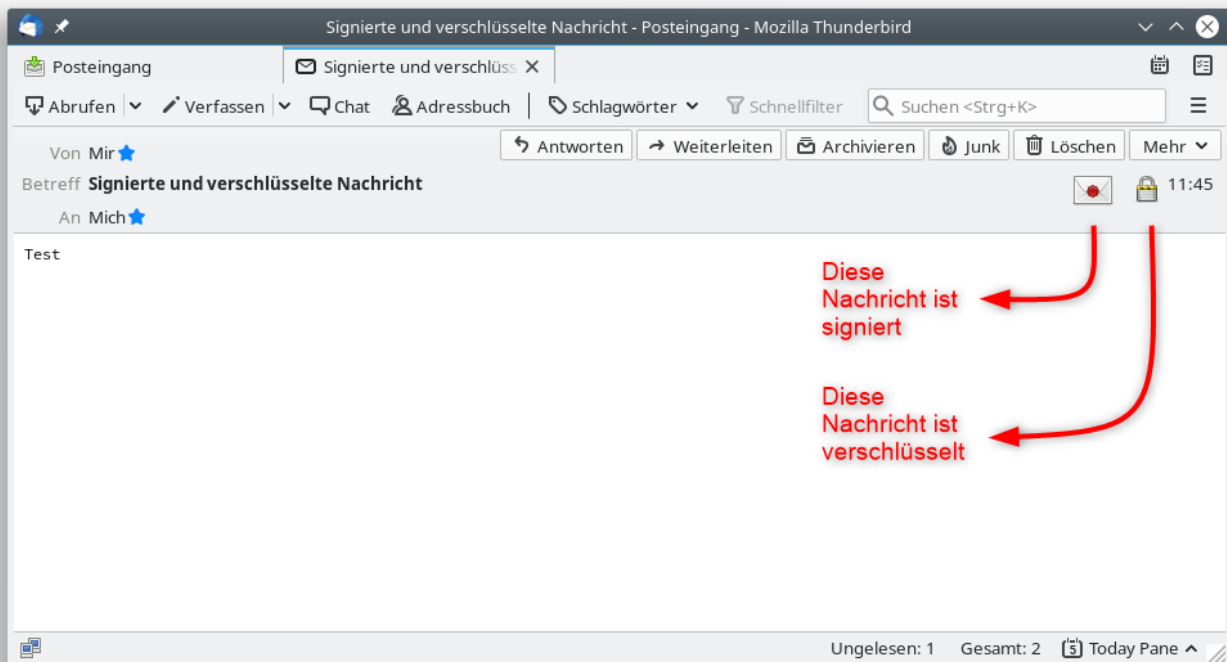 Signierte und verschlüsselte Nachricht - Posteingang - Mozilla Thunderbird
Posteingang
Signierte und verschlüss
Abrufen Verfassen Chat Adressbuch Schlagwörter Schnellfilter Suchen <Strg+K>
Von Mir
Antworten Weiterleiten Archivieren Junk Löschen Mehr
Betreff Signierte und verschlüsselte Nachricht
11:45
An Mich
Test
Diese
Nachricht ist
signiert
Diese
Nachricht ist
verschlüsselt
Ungelesen: 1 Gesamt: 2 5 Today Pane